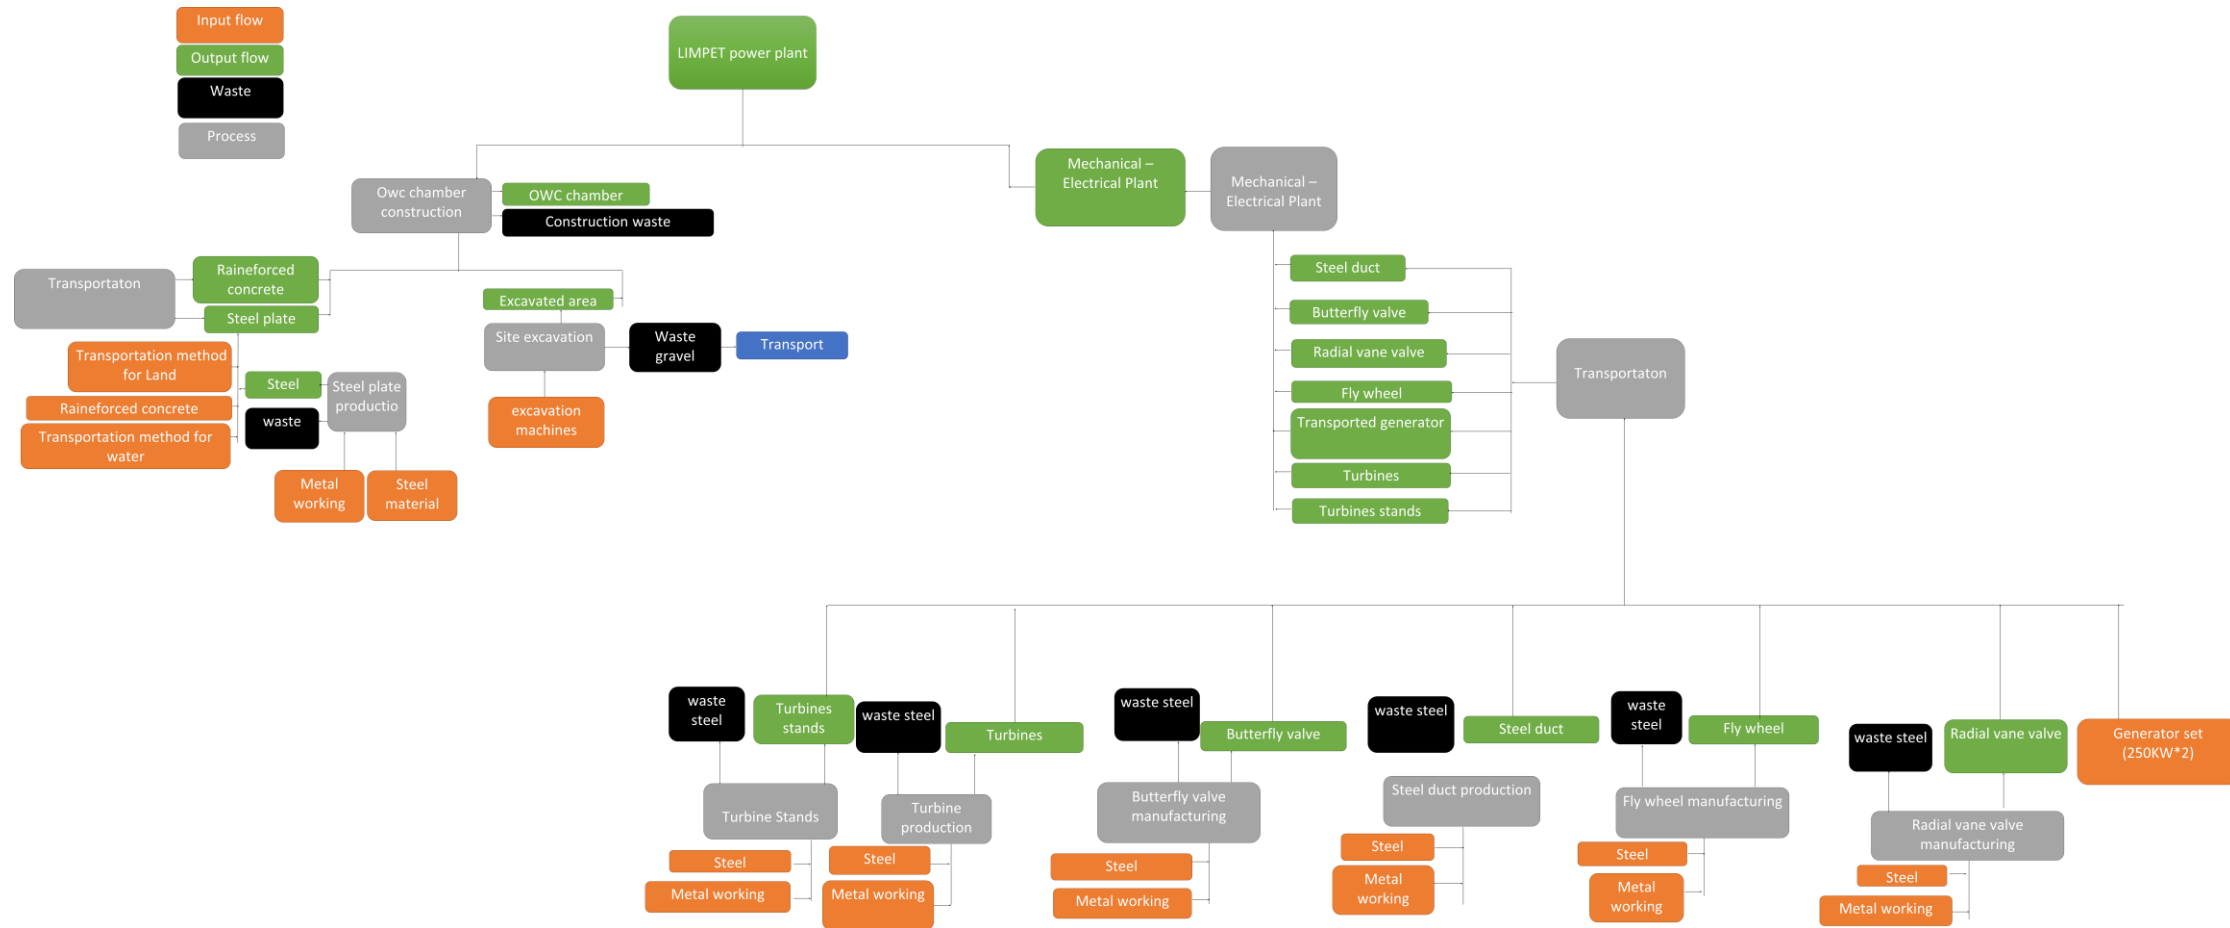 Input flow
Output flow
Waste
Process
LIMPET power plant
Owc chamber
construction
OWC chamber
Construction waste
Mechanical –
Electrical Plant
Mechanical –
Electrical Plant
Transportaton
Raineforced
concrete
Steel plate
Transportation method
for Land
Raineforced concrete
Transportation method for
water
Steel
waste
Steel plate
productio
Metal
working
Steel
material
Excavated area
Site excavation
Waste
gravel
Transport
excavation
machines
Steel duct
Butterfly valve
Radial vane valve
Fly wheel
Transported generator
Turbines
Turbines stands
Transportaton
waste
steel
Turbines
stands
Turbine Stands
Steel
Metal working
waste steel
Turbines
Turbine
production
Steel
Metal working
waste steel
Butterfly valve
Butterfly valve
manufacturing
Steel
Metal working
waste steel
Steel duct
Steel duct production
Steel
Metal
working
waste
steel
Fly wheel
Fly wheel manufacturing
Steel
Metal
working
waste steel
Radial vane valve
Radial vane valve
manufacturing
Steel
Metal working
Generator set
(250KW*2)